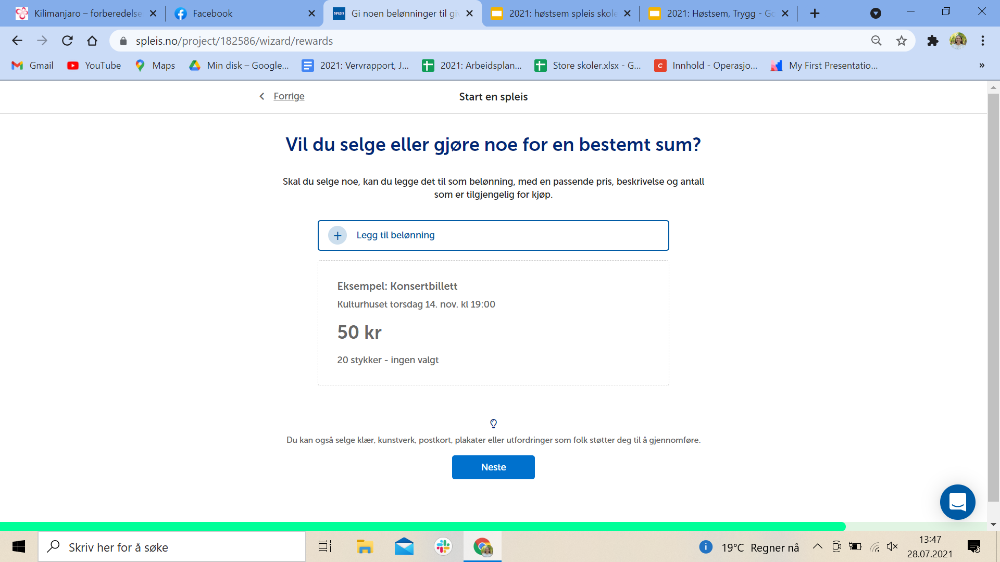 Kilimanjaro – forberedelse
Facebook
SPLEIS
Gi noen belønninger til giv
2021: høstsem spleis skole
2021: Høstsem, Trygg - Go
spleis.no/project/182586/wizard/rewards
Gmail
YouTube
Maps
Min disk – Google...
2021: Vervrapport, J...
2021: Arbeidsplan...
Store skoler.xlsx - G...
Innhold - Operasjo...
My First Presentatio...
»
Forrige
Start en spleis
Vil du selge eller gjøre noe for en bestemt sum?
Skal du selge noe, kan du legge det til som belønning, med en passende pris, beskrivelse og antall
som er tilgjengelig for kjøp.
Legg til belønning
Eksempel: Konsertbillett
Kulturhuset torsdag 14. nov. kl 19:00
50 kr
20 stykker - ingen valgt
Du kan også selge klær, kunstverk, postkort, plakater eller utfordringer som folk støtter deg til å gjennomføre.
Neste
Skriv her for å søke
19°C Regner nå
13:47
28.07.2021